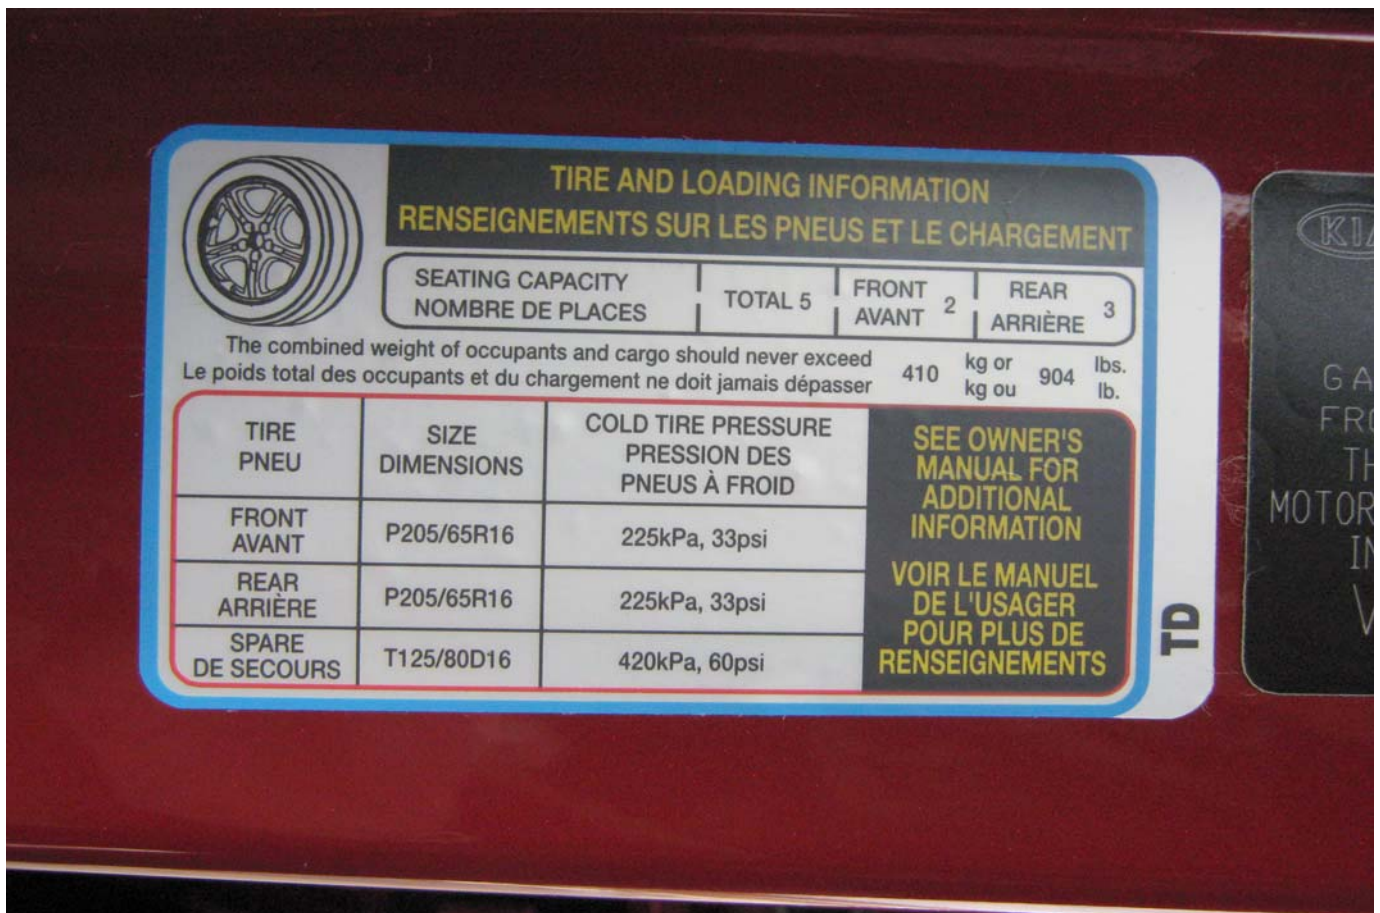 TIRE AND LOADING INFORMATION
RENSEIGNEMENTS SUR LES PNEUS ET LE CHARGEMENT
SEATING CAPACITY
NOMBRE DE PLACES
TOTAL 5
FRONT
AVANT
2
REAR
ARRIÈRE
3
The combined weight of occupants and cargo should never exceed
Le poids total des occupants et du chargement ne doit jamais dépasser
410
kg or
kg ou
904
lbs.
lb.
TIRE
PNEU
SIZE
DIMENSIONS
COLD TIRE PRESSURE
PRESSION DES
PNEUS À FROID
FRONT
AVANT
P205/65R16
225kPa, 33psi
REAR
ARRIÈRE
P205/65R16
225kPa, 33psi
SPARE
DE SECOURS
T125/80D16
420kPa, 60psi
SEE OWNER'S
MANUAL FOR
ADDITIONAL
INFORMATION
VOIR LE MANUEL
DE L'USAGER
POUR PLUS DE
RENSEIGNEMENTS
TD
KIA
MOTOR